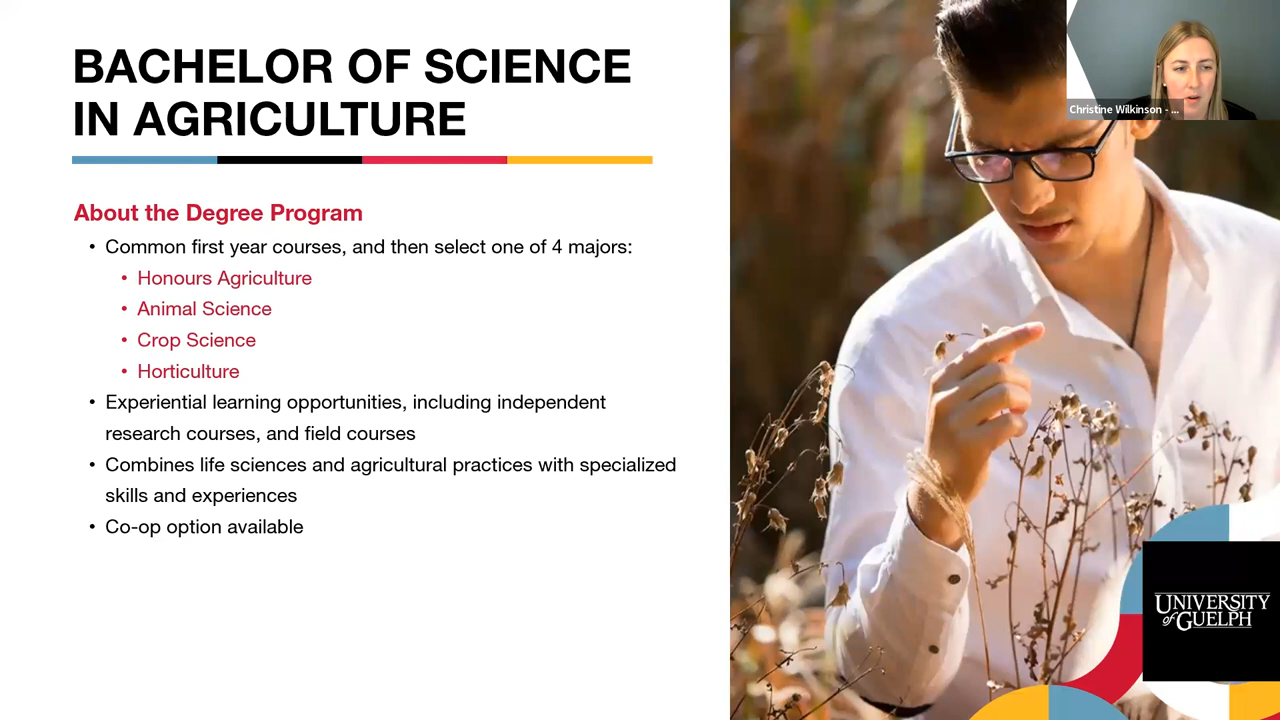 BACHELOR OF SCIENCE
IN AGRICULTURE
About the Degree Program
• Common first year courses, and then select one of 4 majors:
• Honours Agriculture
• Animal Science
• Crop Science
• Horticulture
• Experiential learning opportunities, including independent
research courses, and field courses
• Combines life sciences and agricultural practices with specialized
skills and experiences
• Co-op option available
Christine Wilkinson - ...
UNIVERSITY
of GUELPH